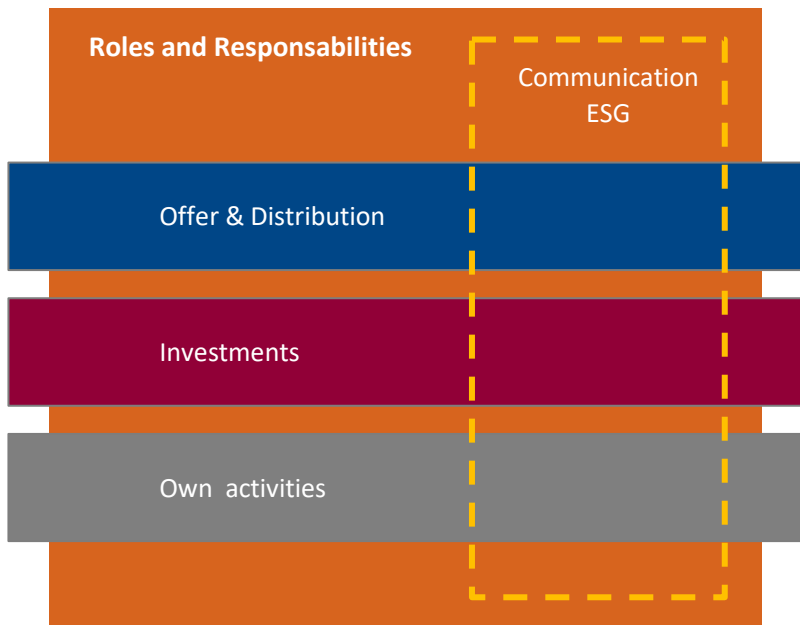 Roles and Responsabilities
Communication
ESG
Offer & Distribution
Investments
Own activities